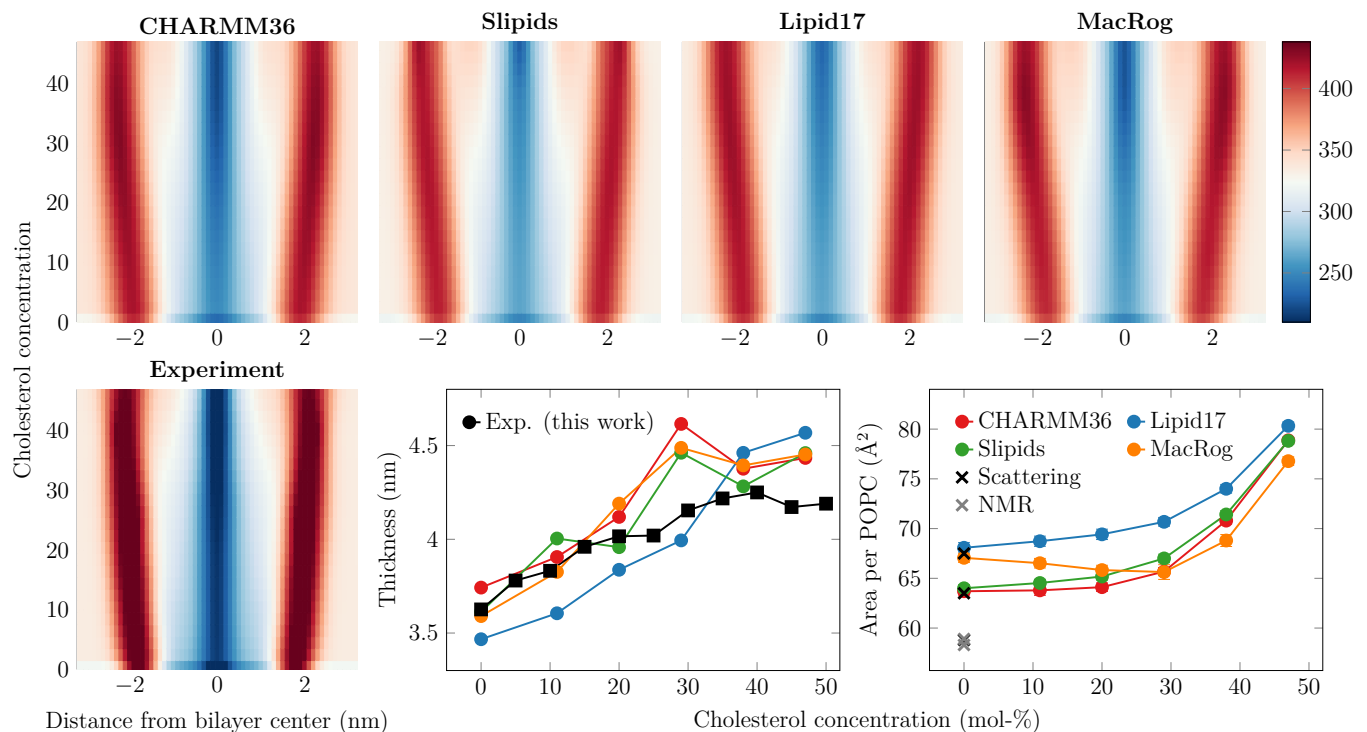 CHARMM36
Slipids
Lipid17
MacRog
Cholesterol concentration
40
30
20
10
0
−2 0 2
−2 0 2
−2 0 2
−2 0 2
400
350
300
250
Experiment
40
30
20
10
0
−2 0 2
Distance from bilayer center (nm)
Exp. (this work)
Thickness (nm)
4.5
4
3.5
0 10 20 30 40 50
CHARMM36
Lipid17
Slipids
MacRog
Scattering
NMR
Area per POPC (Å²)
80
75
70
65
60
0 10 20 30 40 50
Cholesterol concentration (mol-%)